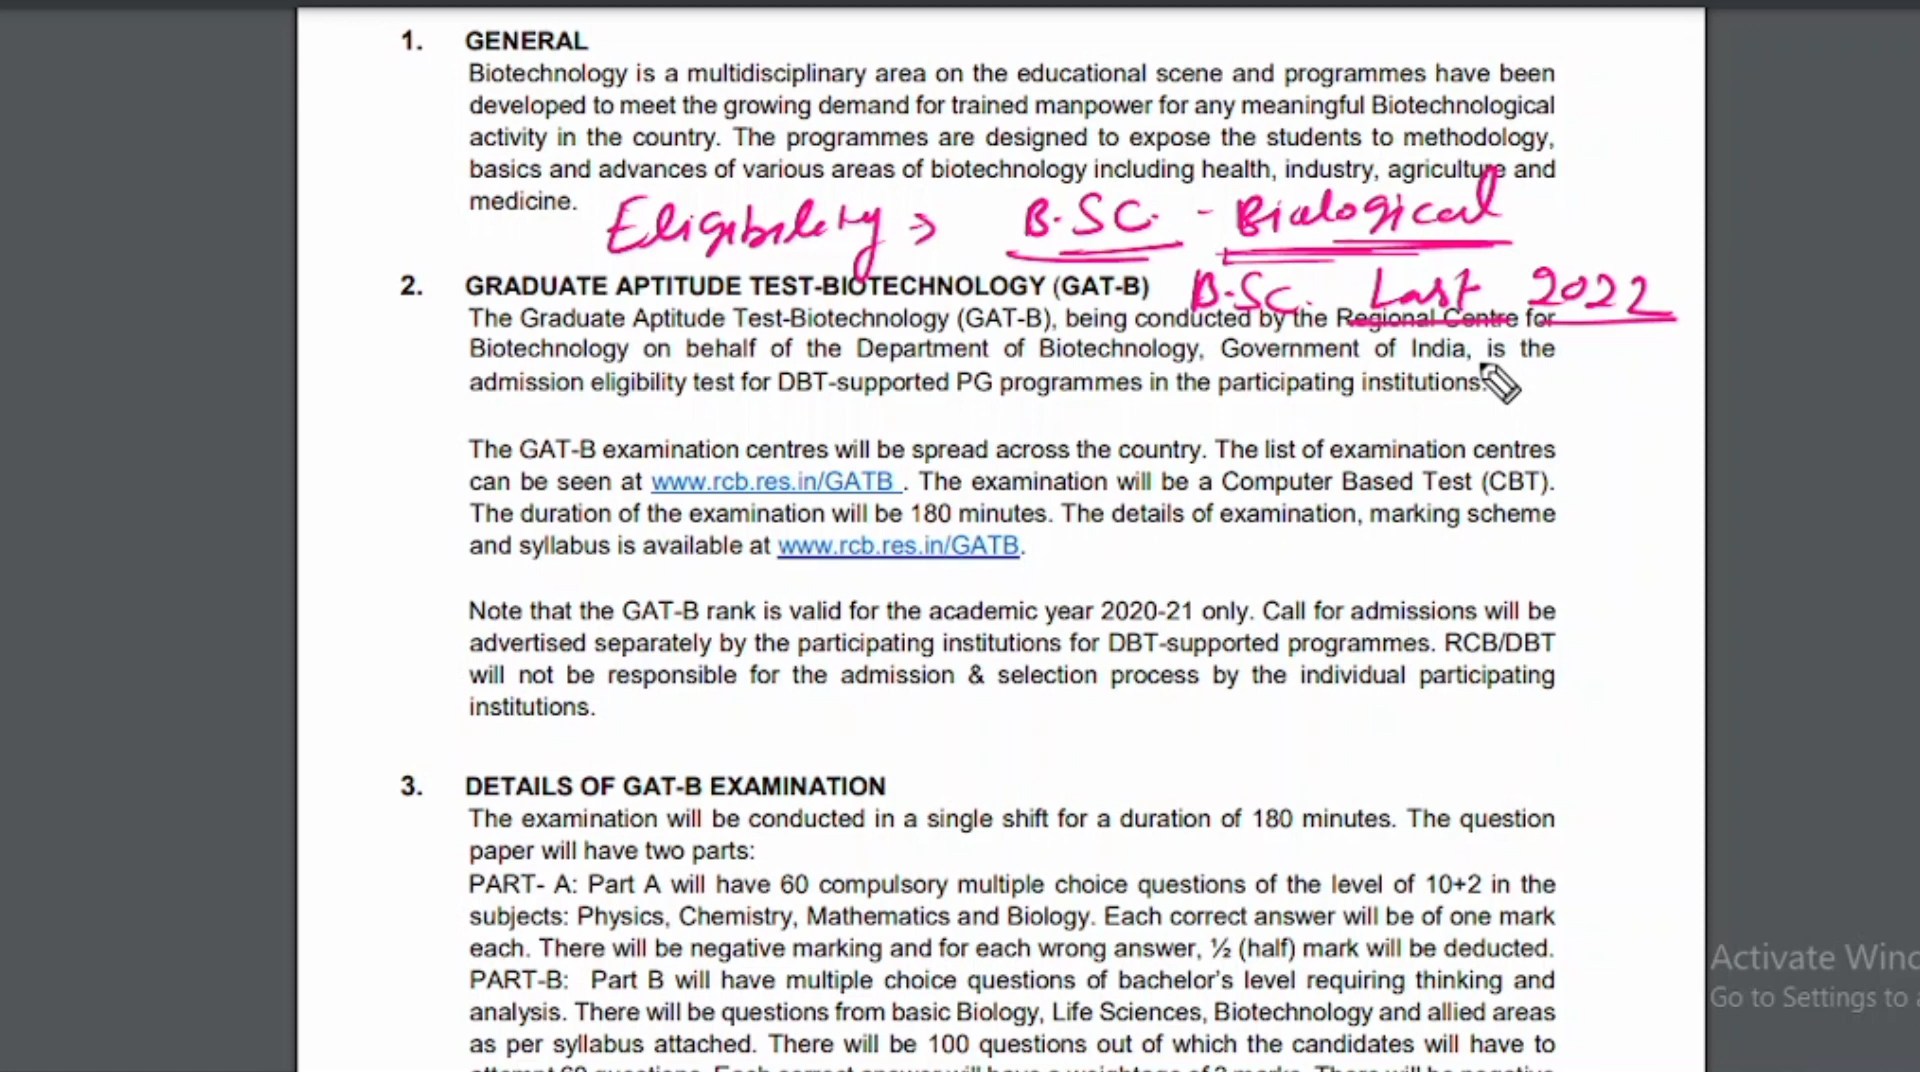 1. GENERAL
Biotechnology is a multidisciplinary area on the educational scene and programmes have been
developed to meet the growing demand for trained manpower for any meaningful Biotechnological
activity in the country. The programmes are designed to expose the students to methodology,
basics and advances of various areas of biotechnology including health, industry, agriculture and
medicine.
Eligibility → B.SC. - Biological
2. GRADUATE APTITUDE TEST-BIOTECHNOLOGY (GAT-B)
B.SC. Last 2022
The Graduate Aptitude Test-Biotechnology (GAT-B), being conducted by the Regional Centre for
Biotechnology on behalf of the Department of Biotechnology, Government of India, is the
admission eligibility test for DBT-supported PG programmes in the participating institutions.
The GAT-B examination centres will be spread across the country. The list of examination centres
can be seen at www.rcb.res.in/GATB . The examination will be a Computer Based Test (CBT).
The duration of the examination will be 180 minutes. The details of examination, marking scheme
and syllabus is available at www.rcb.res.in/GATB.
Note that the GAT-B rank is valid for the academic year 2020-21 only. Call for admissions will be
advertised separately by the participating institutions for DBT-supported programmes. RCB/DBT
will not be responsible for the admission & selection process by the individual participating
institutions.
3. DETAILS OF GAT-B EXAMINATION
The examination will be conducted in a single shift for a duration of 180 minutes. The question
paper will have two parts:
PART- A: Part A will have 60 compulsory multiple choice questions of the level of 10+2 in the
subjects: Physics, Chemistry, Mathematics and Biology. Each correct answer will be of one mark
each. There will be negative marking and for each wrong answer, ½ (half) mark will be deducted.
PART-B: Part B will have multiple choice questions of bachelor's level requiring thinking and
analysis. There will be questions from basic Biology, Life Sciences, Biotechnology and allied areas
as per syllabus attached. There will be 100 questions out of which the candidates will have to
Activate Winc
Go to Settings to